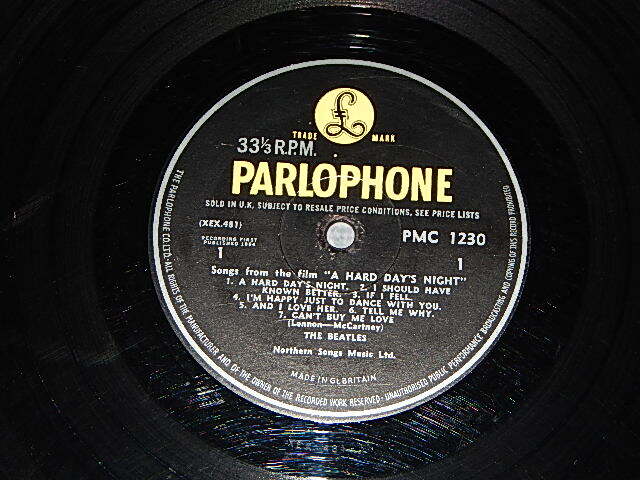 £
TRADE MARK
33⅓ R.P.M.
PARLOPHONE
SOLD IN U.K. SUBJECT TO RESALE PRICE CONDITIONS, SEE PRICE LISTS
(XEX.481)
PMC 1230
RECORDING FIRST
PUBLISHED 1964
1
1
Songs from the film "A HARD DAY'S NIGHT"
1. A HARD DAY'S NIGHT. 2. I SHOULD HAVE
KNOWN BETTER. 3. IF I FELL.
4. I'M HAPPY JUST TO DANCE WITH YOU.
5. AND I LOVE HER. 6. TELL ME WHY.
7. CAN'T BUY ME LOVE
(Lennon—McCartney)
THE BEATLES
Northern Songs Music Ltd.
MADE IN GT. BRITAIN
THE PARLOPHONE CO. LTD.—ALL RIGHTS OF THE MANUFACTURER AND OF THE OWNER OF THE RECORDED WORK RESERVED—UNAUTHORISED PUBLIC PERFORMANCE BROADCASTING AND COPYING OF THIS RECORD PROHIBITED